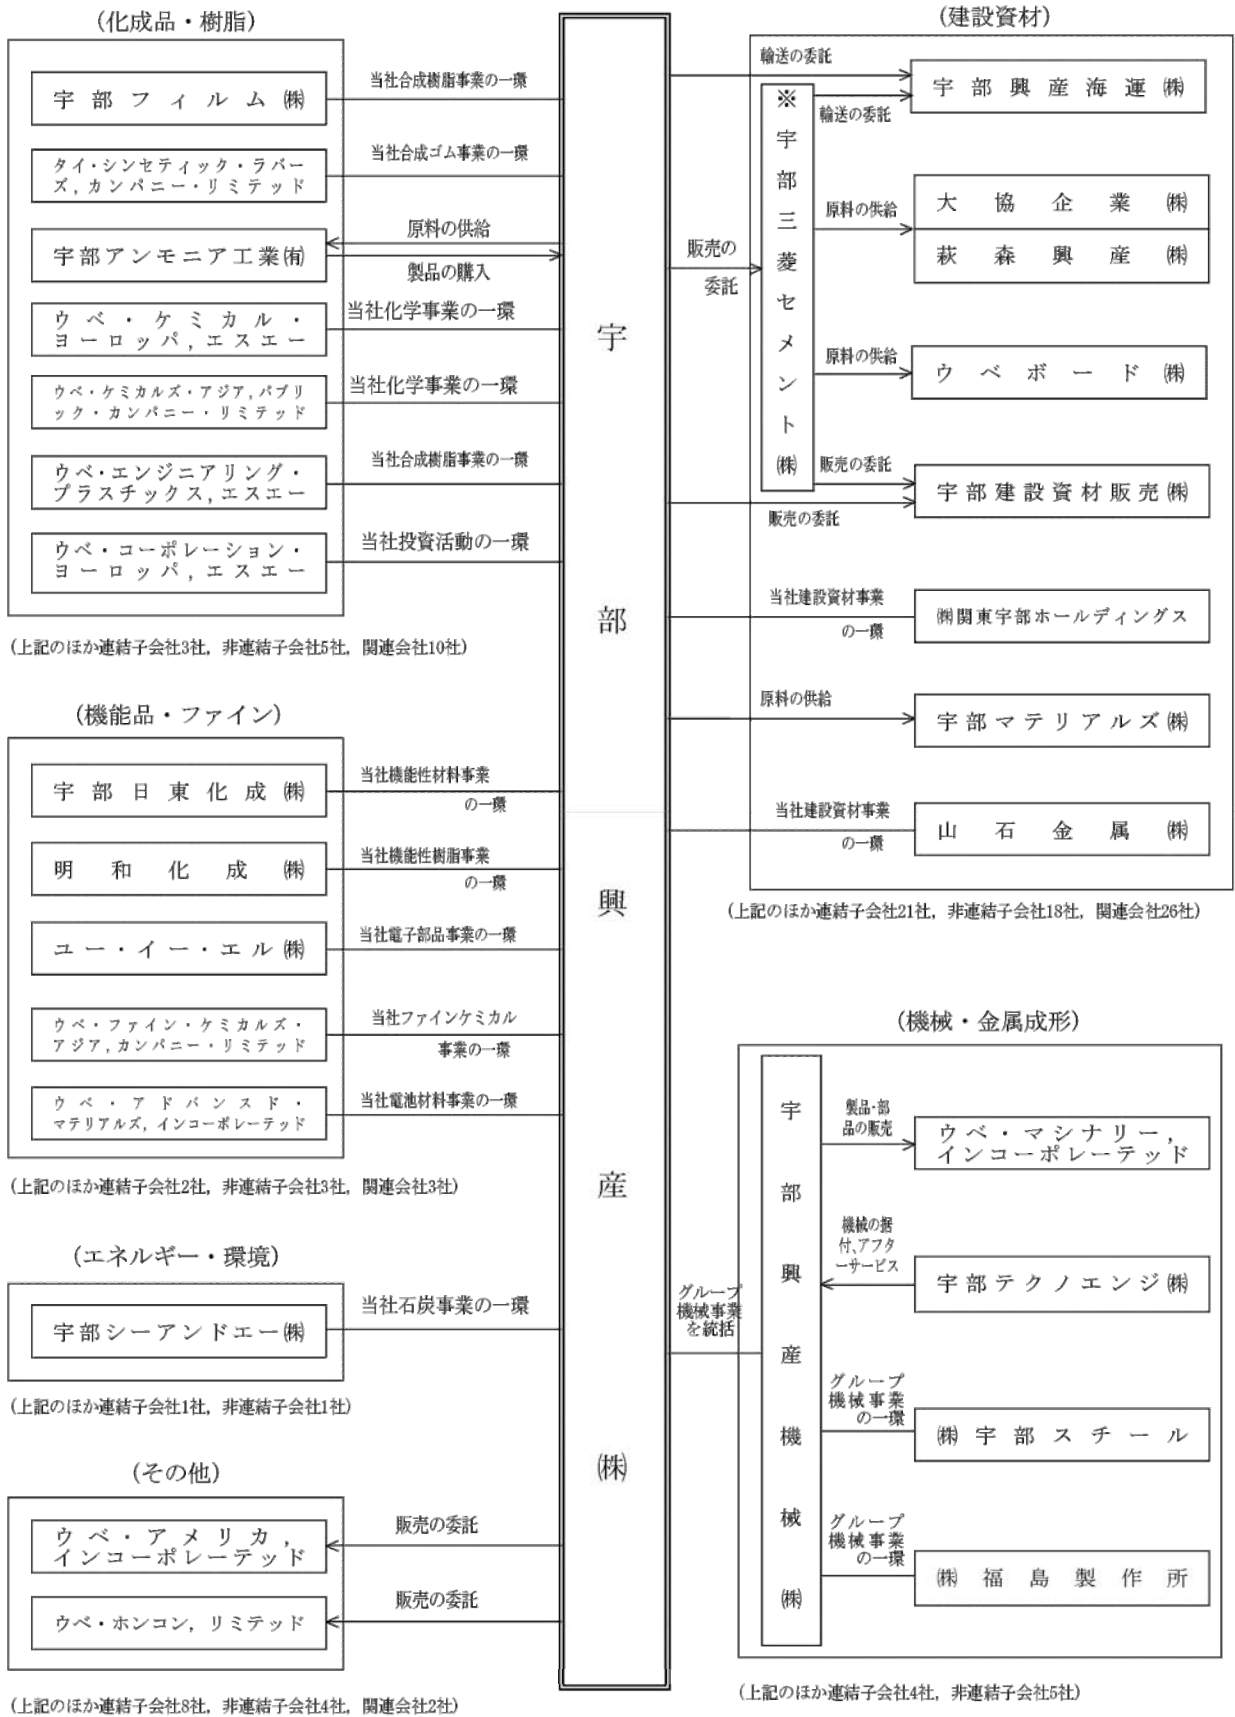 (化成品・樹脂)
宇部フィルム㈱
当社合成樹脂事業の一環
タイ・シンセティック・ラバー
ズ,カンパニー・リミテッド
当社合成ゴム事業の一環
宇部アンモニア工業㈲
原料の供給
製品の購入
ウベ・ケミカル・
ヨーロッパ,エスエー
当社化学事業の一環
ウベ・ケミカルズ・アジア,パブリ
ック・カンパニー・リミテッド
当社化学事業の一環
ウベ・エンジニアリング・
プラスチックス,エスエー
当社合成樹脂事業の一環
ウベ・コーポレーション・
ヨーロッパ,エスエー
当社投資活動の一環
(上記のほか連結子会社3社,非連結子会社5社,関連会社10社)
(機能品・ファイン)
宇部日東化成㈱
当社機能性材料事業
の一環
明和化成㈱
当社機能性樹脂事業
の一環
ユー・イー・エル㈱
当社電子部品事業の一環
ウベ・ファイン・ケミカルズ・
アジア,カンパニー・リミテッド
当社ファインケミカル
事業の一環
ウベ・アドバンスド・
マテリアルズ,インコーポレーテッド
当社電池材料事業の一環
(上記のほか連結子会社2社,非連結子会社3社,関連会社3社)
(エネルギー・環境)
宇部シーアンドエー㈱
当社石炭事業の一環
(上記のほか連結子会社1社,非連結子会社1社)
(その他)
ウベ・アメリカ,
インコーポレーテッド
販売の委託
ウベ・ホンコン,リミテッド
販売の委託
(上記のほか連結子会社8社,非連結子会社4社,関連会社2社)
宇部興産㈱
(建設資材)
輸送の委託
宇部興産海運㈱
輸送の委託
販売の
委託
※宇部三菱セメント㈱
原料の供給
大協企業㈱
萩森興産㈱
原料の供給
ウベボード㈱
販売の委託
宇部建設資材販売㈱
販売の委託
当社建設資材事業
の一環
㈱関東宇部ホールディングス
原料の供給
宇部マテリアルズ㈱
当社建設資材事業
の一環
山石金属㈱
(上記のほか連結子会社21社,非連結子会社18社,関連会社26社)
(機械・金属成形)
グループ
機械事業
を統括
宇部興産機械㈱
製品・部
品の販売
ウベ・マシナリー,
インコーポレーテッド
機械の据
付、アフタ
ーサービス
宇部テクノエンジ㈱
グループ
機械事業
の一環
㈱宇部スチール
グループ
機械事業
の一環
㈱福島製作所
(上記のほか連結子会社4社,非連結子会社5社)